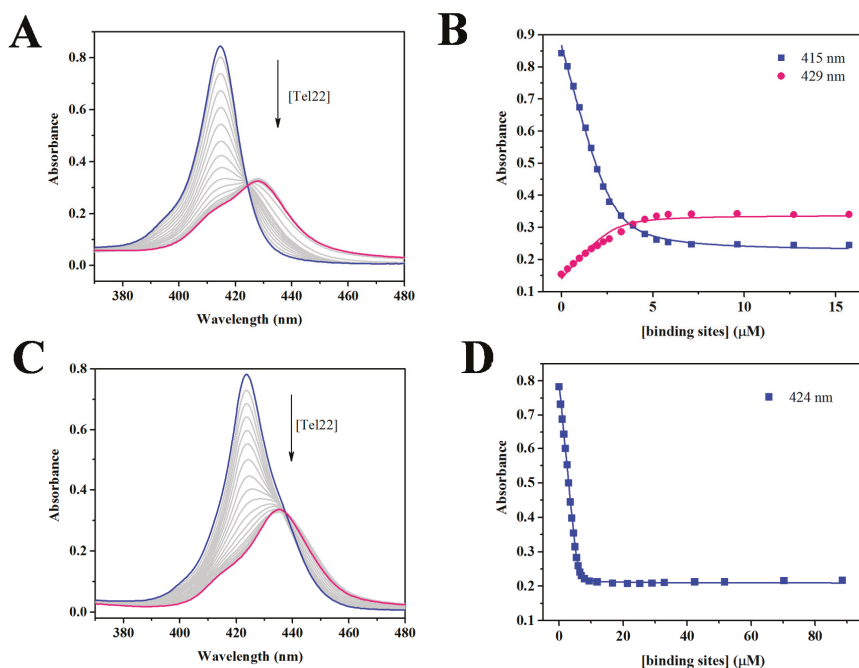 A
0.8
0.6
0.4
0.2
0.0
Absorbance
[Tel22]
380 400 420 440 460 480
Wavelength (nm)
B
0.9
0.8
0.7
0.6
0.5
0.4
0.3
0.2
0.1
Absorbance
415 nm
429 nm
0 5 10 15
[binding sites] (μM)
C
0.8
0.6
0.4
0.2
0.0
Absorbance
[Tel22]
380 400 420 440 460 480
Wavelength (nm)
D
0.8
0.7
0.6
0.5
0.4
0.3
0.2
0.1
Absorbance
424 nm
0 20 40 60 80
[binding sites] (μM)